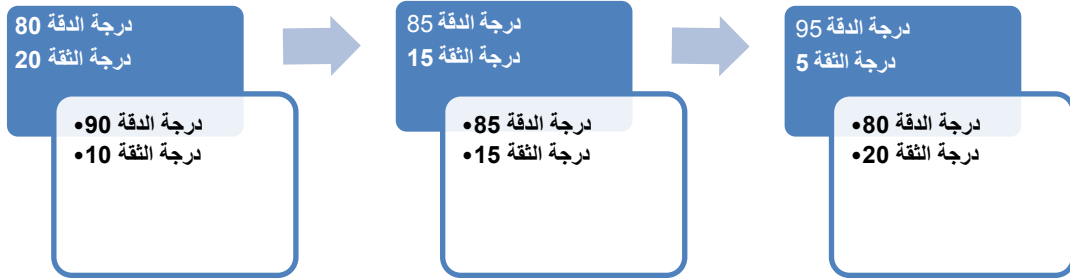 درجة الدقة 80
درجة الثقة 20
•درجة الدقة 90
•درجة الثقة 10
درجة الدقة 85
درجة الثقة 15
•درجة الدقة 85
•درجة الثقة 15
درجة الدقة 95
درجة الثقة 5
•درجة الدقة 80
•درجة الثقة 20